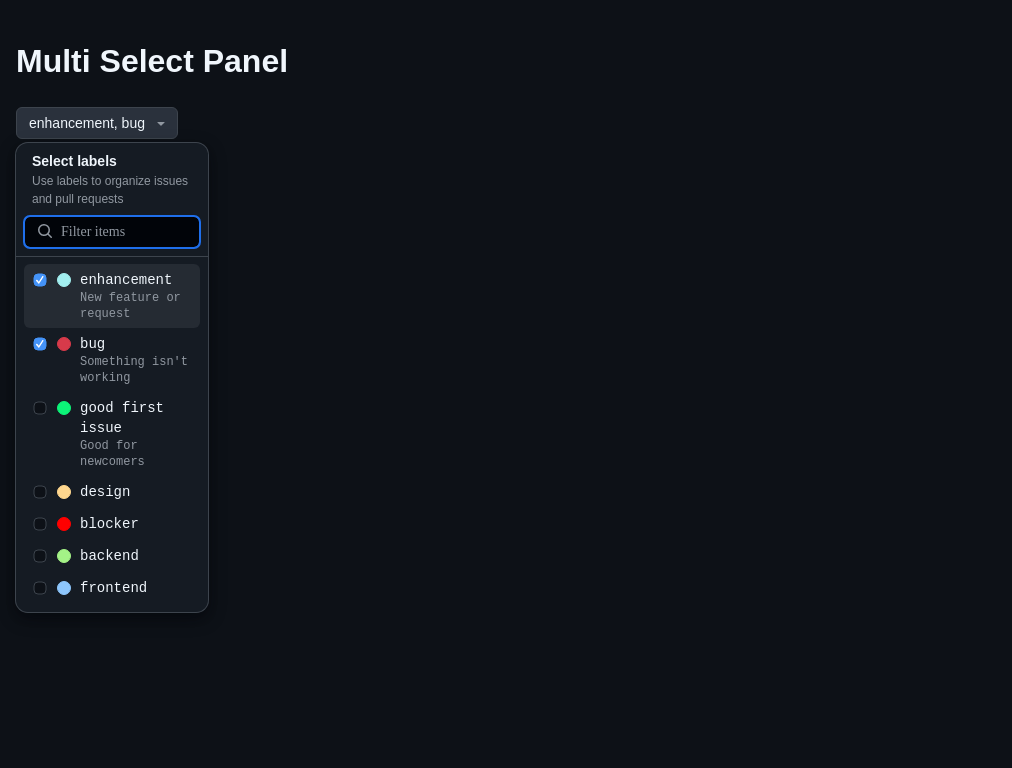 Multi Select Panel
enhancement, bug
Select labels
Use labels to organize issues
and pull requests
Filter items
enhancement
New feature or
request
bug
Something isn't
working
good first
issue
Good for
newcomers
design
blocker
backend
frontend